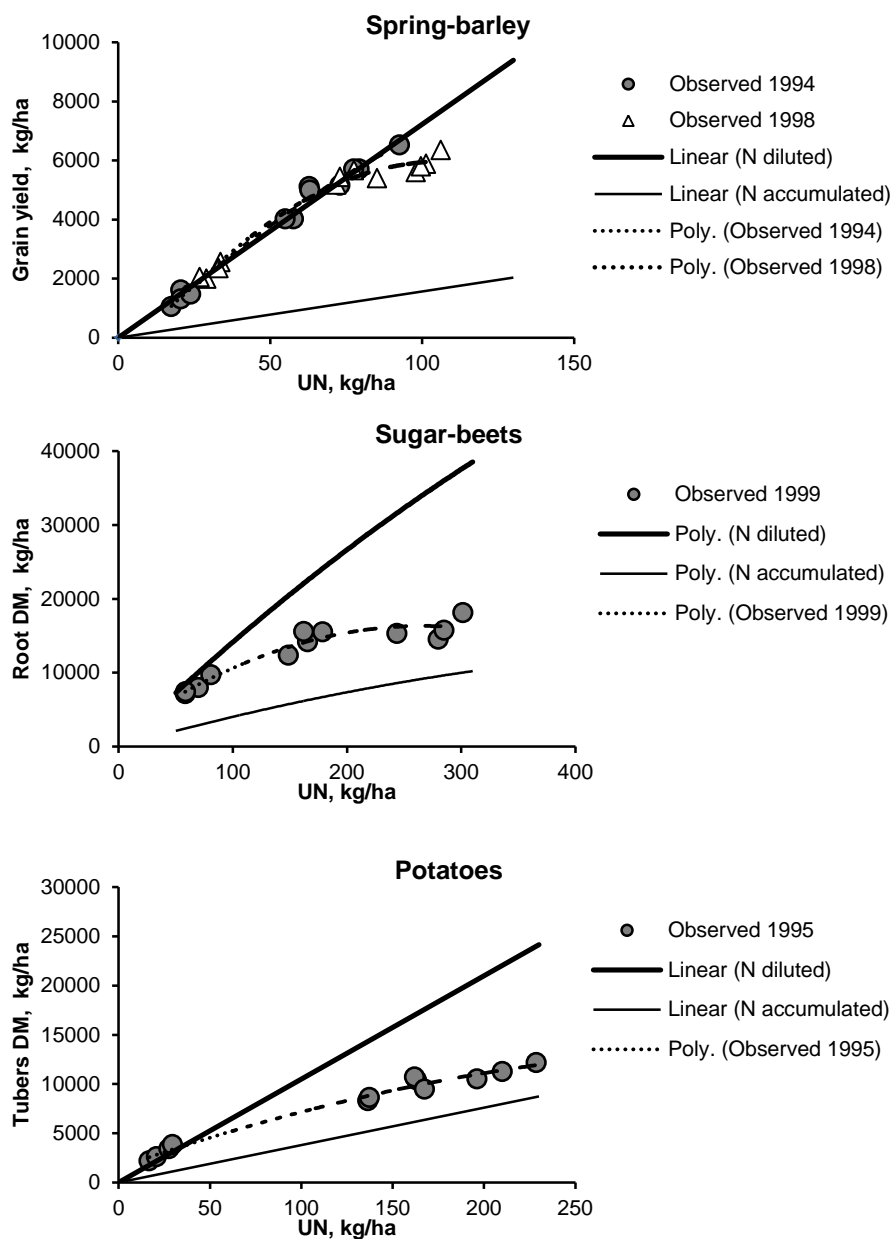 Spring-barley
Grain yield, kg/ha
10000
8000
6000
4000
2000
0
0 50 100 150
UN, kg/ha
Observed 1994
Observed 1998
Linear (N diluted)
Linear (N accumulated)
Poly. (Observed 1994)
Poly. (Observed 1998)
Sugar-beets
Root DM, kg/ha
40000
30000
20000
10000
0
0 100 200 300 400
UN, kg/ha
Observed 1999
Poly. (N diluted)
Poly. (N accumulated)
Poly. (Observed 1999)
Potatoes
Tubers DM, kg/ha
30000
25000
20000
15000
10000
5000
0
0 50 100 150 200 250
UN, kg/ha
Observed 1995
Linear (N diluted)
Linear (N accumulated)
Poly. (Observed 1995)